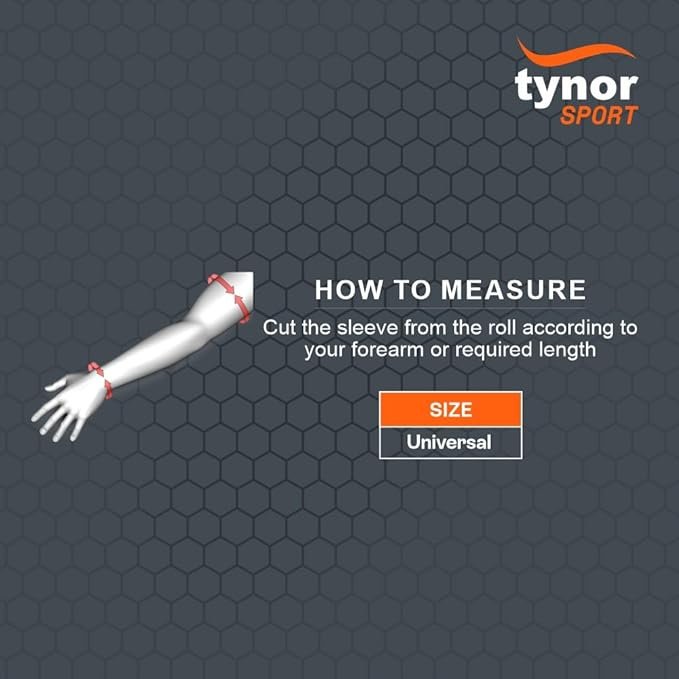 tynor
SPORT
HOW TO MEASURE
Cut the sleeve from the roll according to
your forearm or required length
SIZE
Universal